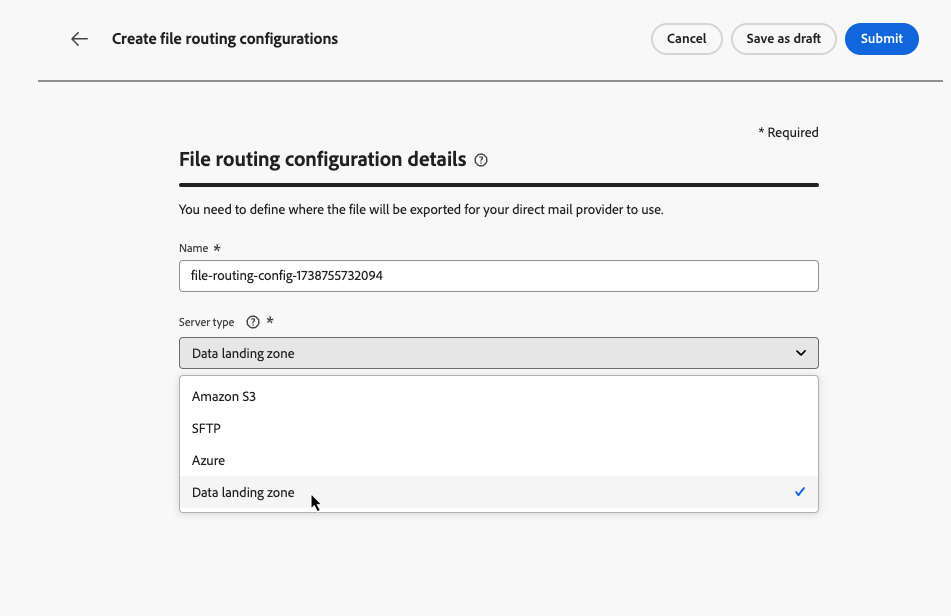 Create file routing configurations
Cancel
Save as draft
Submit
* Required
File routing configuration details
You need to define where the file will be exported for your direct mail provider to use.
Name *
file-routing-config-1738755732094
Server type ? *
Data landing zone
Amazon S3
SFTP
Azure
Data landing zone